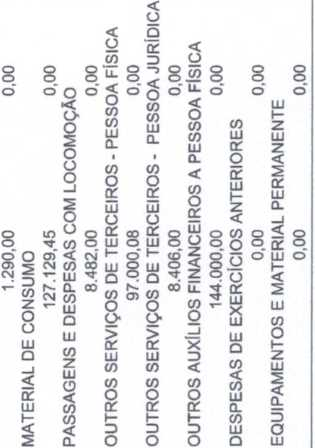 1.290,00 0,00
MATERIAL DE CONSUMO
127.129,45 0,00
PASSAGENS E DESPESAS COM LOCOMOÇÃO
8.482,00 0,00
OUTROS SERVIÇOS DE TERCEIROS - PESSOA FÍSICA
97.000,08 0,00
OUTROS SERVIÇOS DE TERCEIROS - PESSOA JURÍDICA
8.406,00 0,00
OUTROS AUXÍLIOS FINANCEIROS A PESSOA FÍSICA
144.000,00 0,00
DESPESAS DE EXERCÍCIOS ANTERIORES
0,00 0,00
EQUIPAMENTOS E MATERIAL PERMANENTE
0,00 0,00